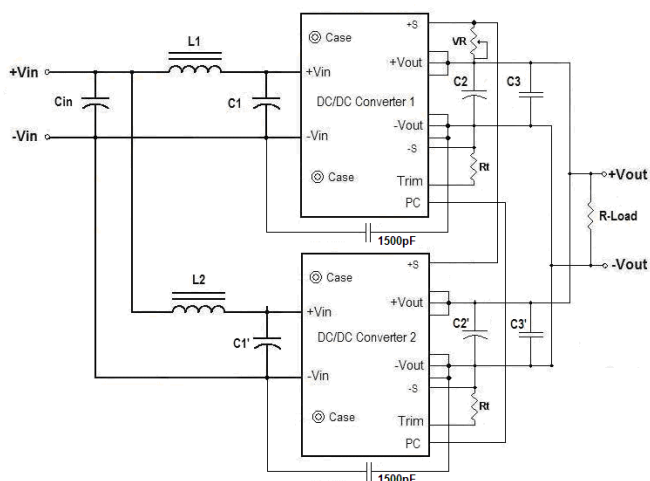 +S
L1
Case
VR
+Vin
+Vin
+Vout
Cin
C1
DC/DC Converter 1
C2
C3
-Vin
-Vin
-Vout
-S
Case
Rt
Trim
PC
+Vout
R-Load
1500pF
-Vout
+S
L2
Case
+Vin
+Vout
C1'
DC/DC Converter 2
C2'
C3'
-Vin
-Vout
-S
Case
Rt
Trim
PC
1500pF